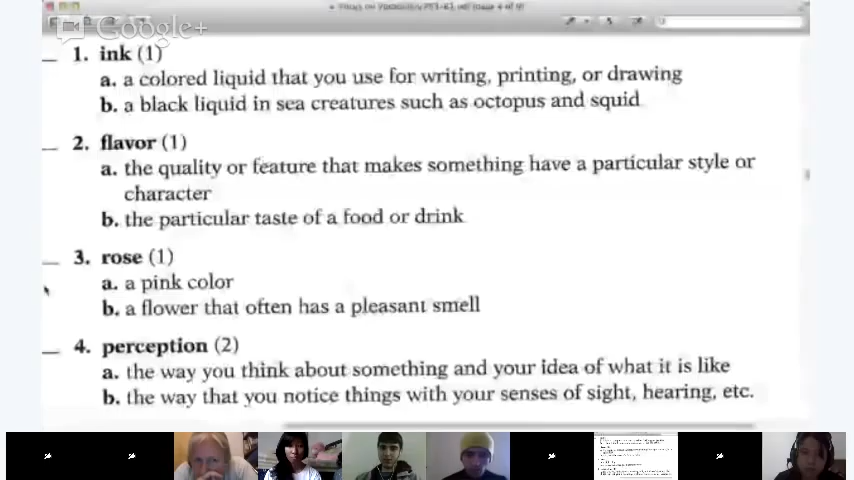 Google+
1. ink (1)
a. a colored liquid that you use for writing, printing, or drawing
b. a black liquid in sea creatures such as octopus and squid
2. flavor (1)
a. the quality or feature that makes something have a particular style or
character
b. the particular taste of a food or drink
3. rose (1)
a. a pink color
b. a flower that often has a pleasant smell
4. perception (2)
a. the way you think about something and your idea of what it is like
b. the way that you notice things with your senses of sight, hearing, etc.